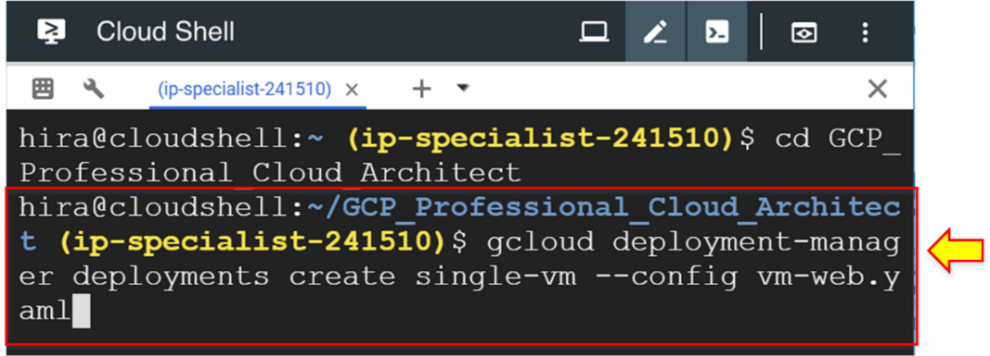 Cloud Shell
(ip-specialist-241510)
hira@cloudshell:~ (ip-specialist-241510)$ cd GCP_
Professional_Cloud_Architect
hira@cloudshell:~/GCP_Professional_Cloud_Architec
t (ip-specialist-241510)$ gcloud deployment-manag
er deployments create single-vm --config vm-web.y
aml